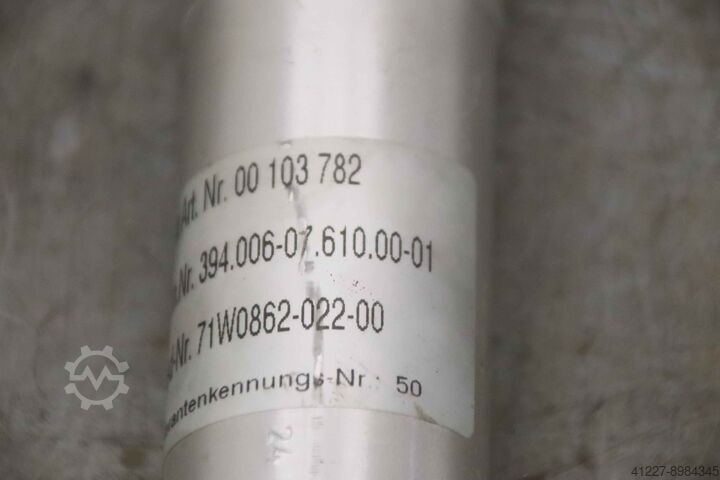 Art. Nr. 00 103 782
Nr. 394.006-07.610.00-01
-Nr. 71W0862-022-00
antenkennungs-Nr.: 50
24
41227-8984345